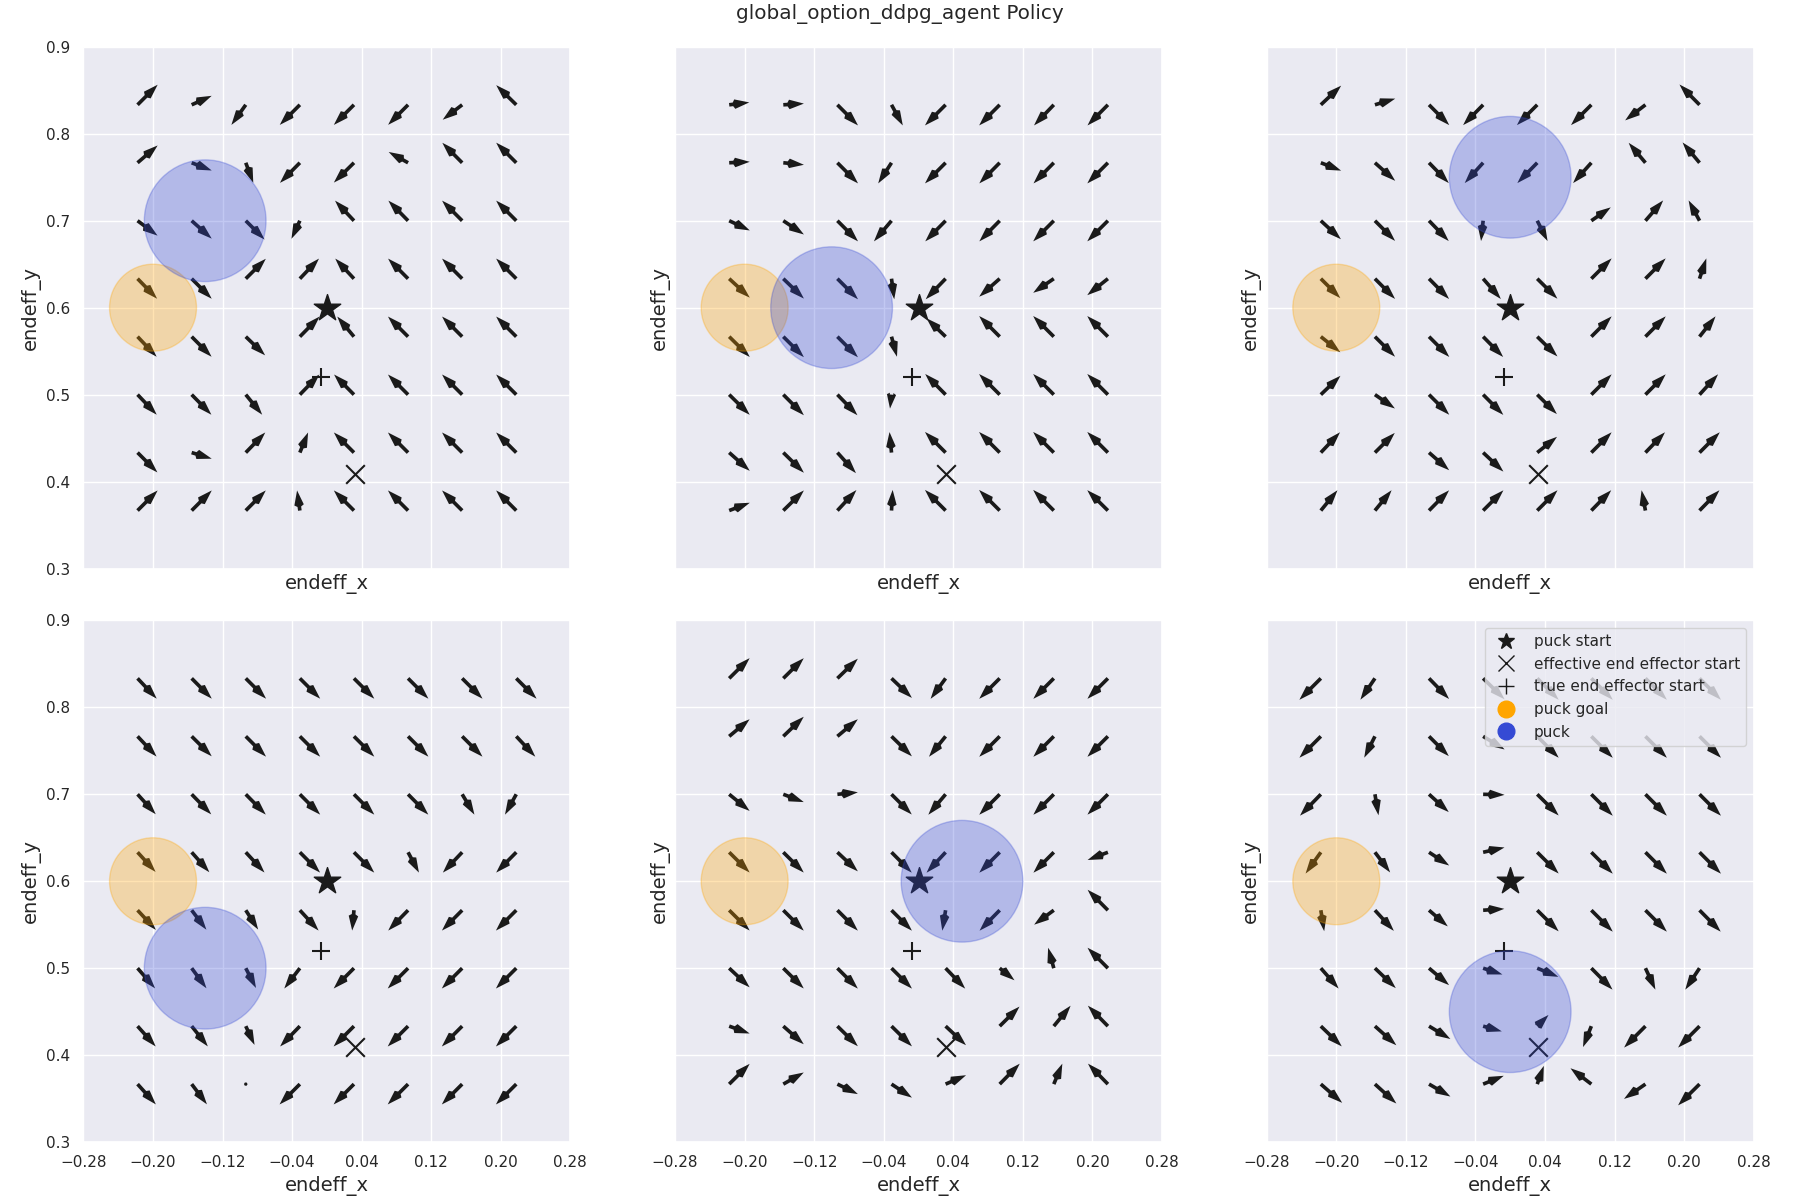 global_option_ddpg_agent Policy
0.9
0.8
0.7
0.6
0.5
0.4
0.3
endeff_y
endeff_x
endeff_y
endeff_x
endeff_y
endeff_x
0.9
0.8
0.7
0.6
0.5
0.4
0.3
endeff_y
−0.28 −0.20 −0.12 −0.04 0.04 0.12 0.20 0.28
endeff_x
endeff_y
−0.28 −0.20 −0.12 −0.04 0.04 0.12 0.20 0.28
endeff_x
puck start
effective end effector start
true end effector start
puck goal
puck
endeff_y
−0.28 −0.20 −0.12 −0.04 0.04 0.12 0.20 0.28
endeff_x